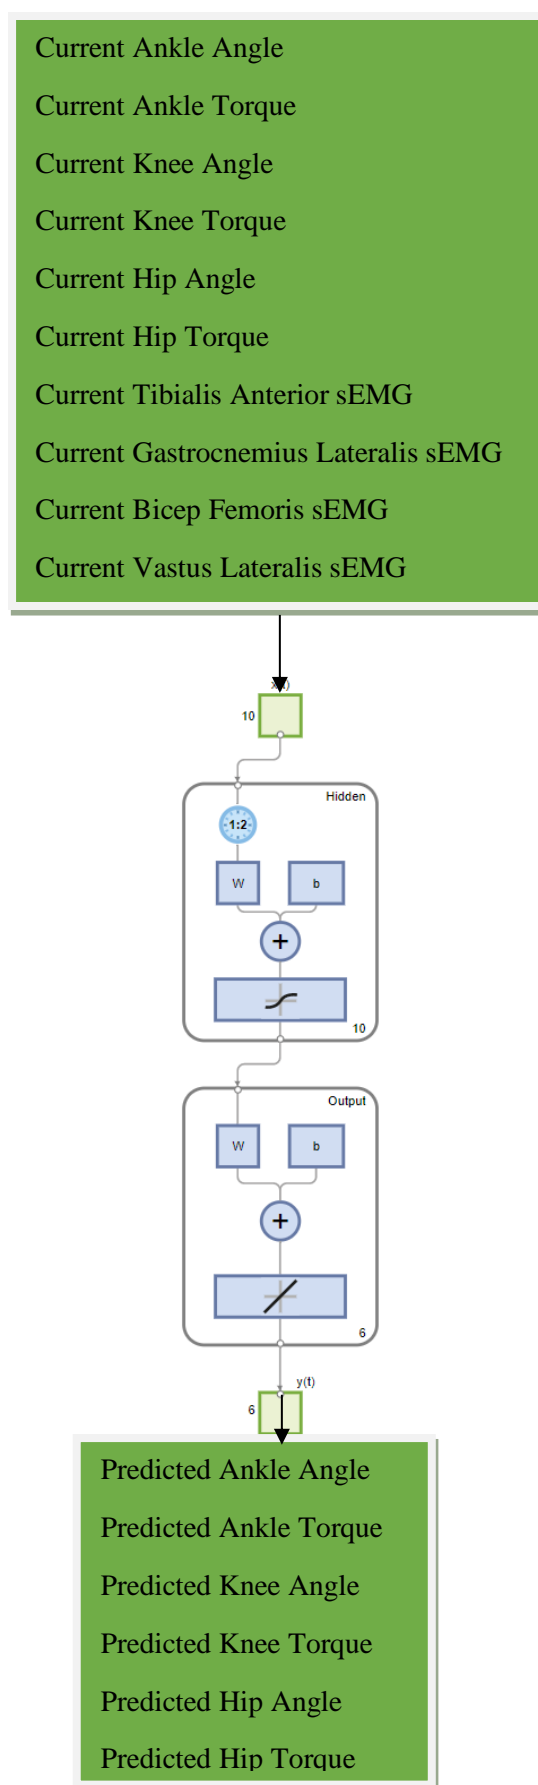 Current Ankle Angle
Current Ankle Torque
Current Knee Angle
Current Knee Torque
Current Hip Angle
Current Hip Torque
Current Tibialis Anterior sEMG
Current Gastrocnemius Lateralis sEMG
Current Bicep Femoris sEMG
Current Vastus Lateralis sEMG
10
Hidden
1:2
W b
+
10
Output
W b
+
6
y(t)
6
Predicted Ankle Angle
Predicted Ankle Torque
Predicted Knee Angle
Predicted Knee Torque
Predicted Hip Angle
Predicted Hip Torque